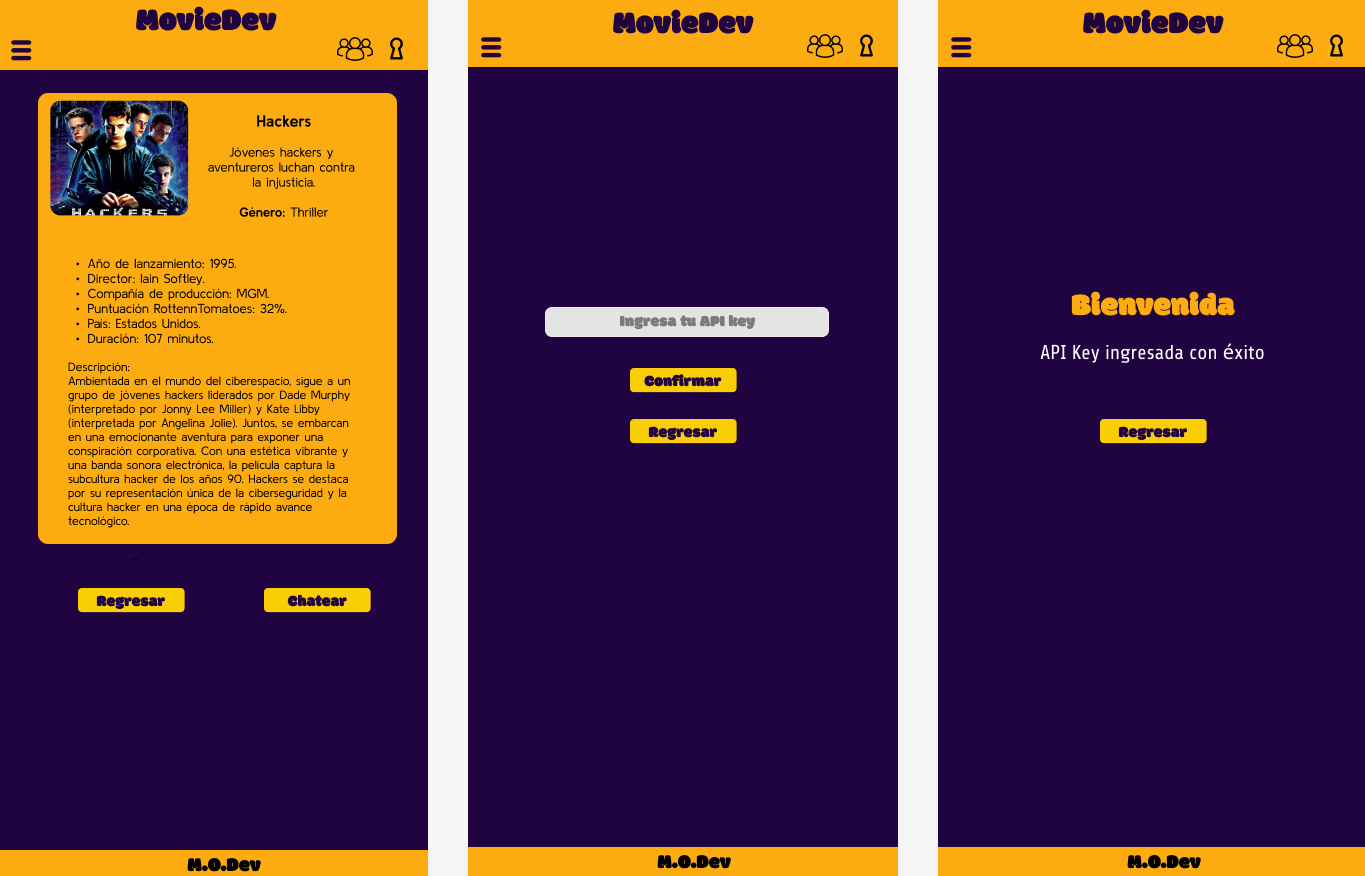 MovieDev
HACKERS
Hackers
Jóvenes hackers y
aventureros luchan contra
la injusticia.
Género: Thriller
• Año de lanzamiento: 1995.
• Director: Iain Softley.
• Compañía de producción: MGM.
• Puntuación RottennTomatoes: 32%.
• País: Estados Unidos.
• Duración: 107 minutos.
Descripción:
Ambientada en el mundo del ciberespacio, sigue a un
grupo de jóvenes hackers liderados por Dade Murphy
(interpretado por Jonny Lee Miller) y Kate Libby
(interpretada por Angelina Jolie). Juntos, se embarcan
en una emocionante aventura para exponer una
conspiración corporativa. Con una estética vibrante y
una banda sonora electrónica, la película captura la
subcultura hacker de los años 90. Hackers se destaca
por su representación única de la ciberseguridad y la
cultura hacker en una época de rápido avance
tecnológico.
Regresar
Chatear
M.O.Dev
MovieDev
Ingresa tu API key
Confirmar
Regresar
M.O.Dev
MovieDev
Bienvenida
API Key ingresada con éxito
Regresar
M.O.Dev